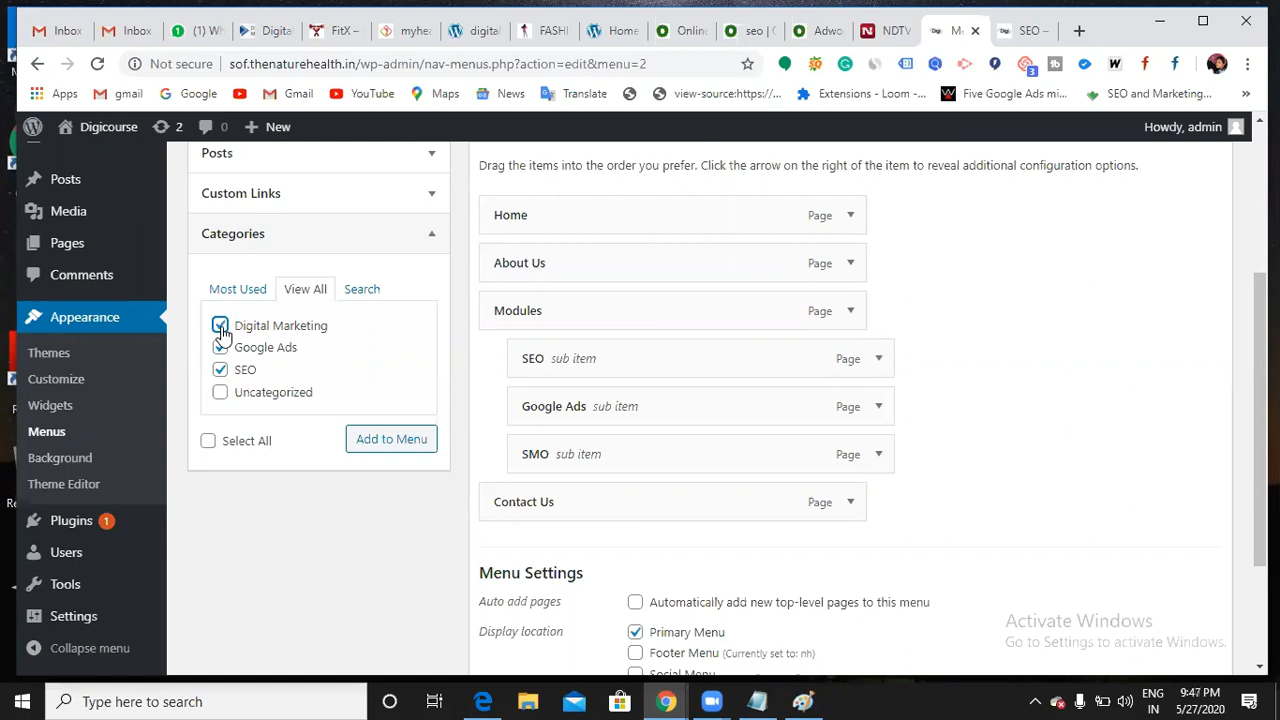 Inbox
Inbox
(1) W
Digita
FitX –
myhe
digital
FASHI
Home
Online
seo | (
Adwo
NDTV
M
SEO –
Not secure
sof.thenaturehealth.in/wp-admin/nav-menus.php?action=edit&menu=2
3
Apps
gmail
Google
YouTube
Gmail
YouTube
Maps
News
Translate
view-source:https:/...
Extensions - Loom -...
Five Google Ads mi...
SEO and Marketing...
Digicourse
2
0
New
Howdy, admin
Posts
Media
Pages
Comments
Appearance
Themes
Customize
Widgets
Menus
Background
Theme Editor
Plugins 1
Users
Tools
Settings
Collapse menu
Posts
Custom Links
Categories
Most Used
View All
Search
Digital Marketing
Google Ads
SEO
Uncategorized
Select All
Add to Menu
Drag the items into the order you prefer. Click the arrow on the right of the item to reveal additional configuration options.
Home Page
About Us Page
Modules Page
SEO sub item Page
Google Ads sub item Page
SMO sub item Page
Contact Us Page
Menu Settings
Auto add pages
Automatically add new top-level pages to this menu
Display location
Primary Menu
Footer Menu (Currently set to: nh)
Social Menu
Activate Windows
Go to Settings to activate Windows.
Type here to search
ENG
IN
9:47 PM
5/27/2020